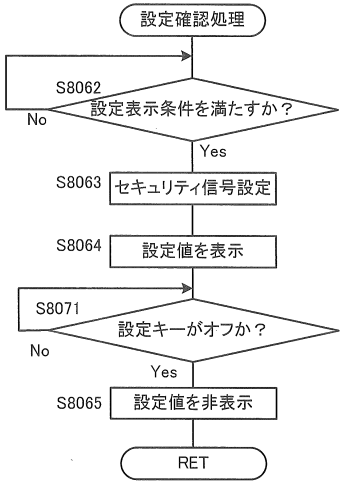 設定確認処理
S8062
設定表示条件を満たすか？
No
Yes
S8063
セキュリティ信号設定
S8064
設定値を表示
S8071
設定キーがオフか？
No
Yes
S8065
設定値を非表示
RET